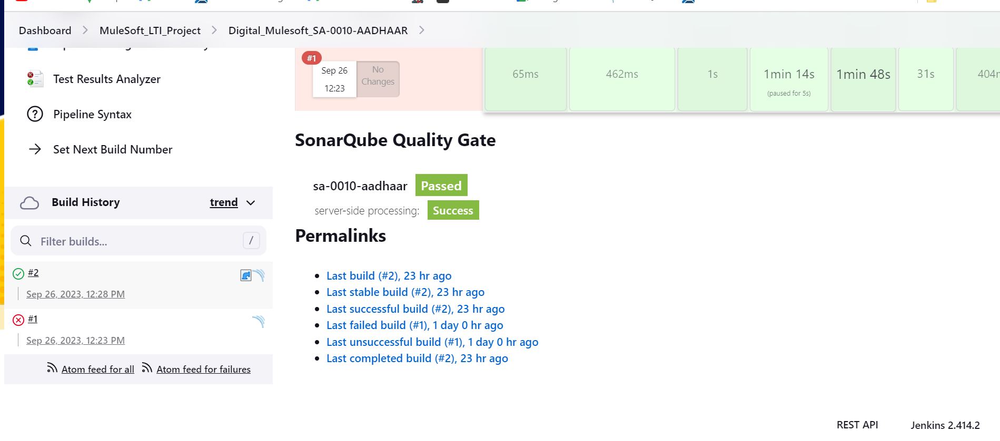 Dashboard > MuleSoft_LTI_Project > Digital_Mulesoft_SA-0010-AADHAAR >
Test Results Analyzer
Pipeline Syntax
Set Next Build Number
Build History trend
Filter builds... /
#2
Sep 26, 2023, 12:28 PM
#1
Sep 26, 2023, 12:23 PM
Atom feed for all Atom feed for failures
#1
Sep 26
12:23
No
Changes
65ms 462ms 1s 1min 14s 1min 48s 31s
(paused for 5s)
SonarQube Quality Gate
sa-0010-aadhaar Passed
server-side processing: Success
Permalinks
Last build (#2), 23 hr ago
Last stable build (#2), 23 hr ago
Last successful build (#2), 23 hr ago
Last failed build (#1), 1 day 0 hr ago
Last unsuccessful build (#1), 1 day 0 hr ago
Last completed build (#2), 23 hr ago
REST API Jenkins 2.414.2